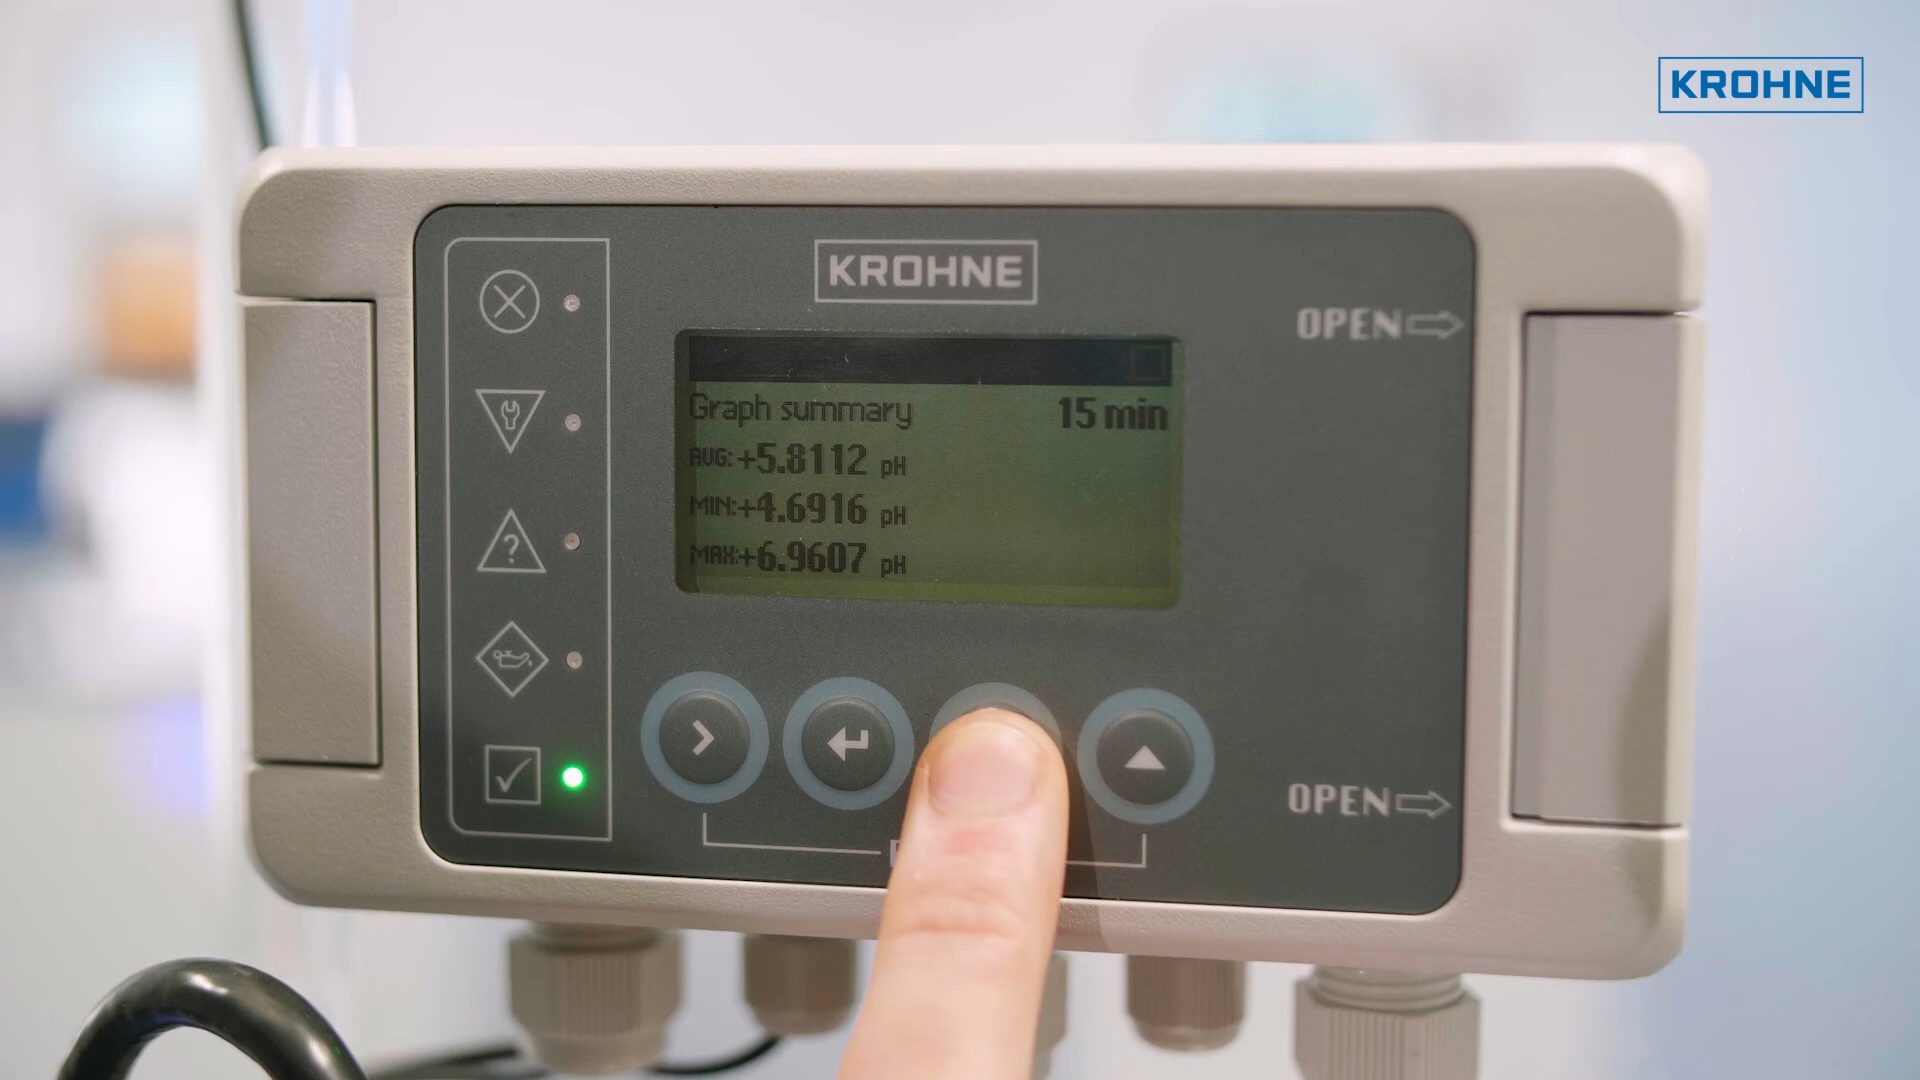 KROHNE
KROHNE
OPEN
Graph summary 15 min
AVG: +5.8112 pH
MIN:+4.6916 pH
MAX:+6.9607 pH
?
OPEN